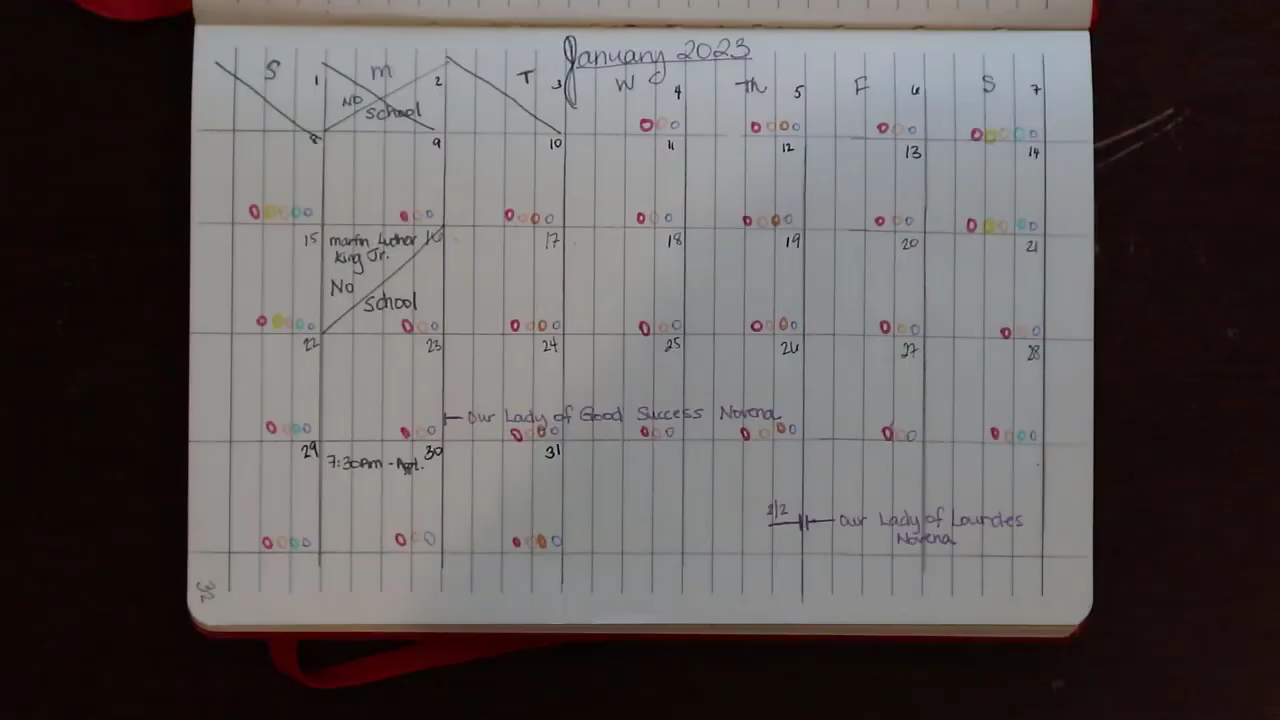 January 2023
S 1 M 2 T 3 W 4 Th 5 F 6 S 7
No
School
8 9 10 11 12 13 14
15 Martin Luther 16 17 18 19 20 21
King Jr.
No
School
22 23 24 25 26 27 28
Our Lady of Good Success Novena
29 7:30AM - Appt. 30 31
2/2 Our Lady of Lourdes
Novena
32